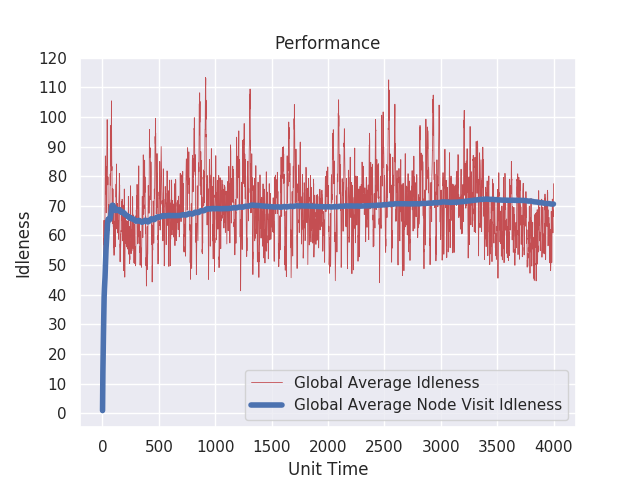 Performance
120
110
100
90
80
70
60
50
40
30
20
10
0
Idleness
Global Average Idleness
Global Average Node Visit Idleness
0 500 1000 1500 2000 2500 3000 3500 4000
Unit Time